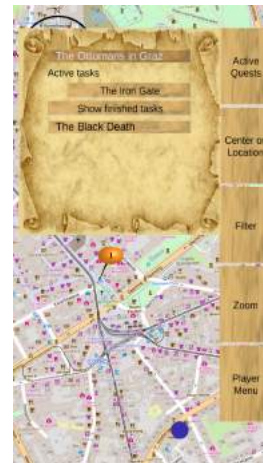 The Ottomans in Graz
Active tasks
The Iron Gate
Show finished tasks
The Black Death
Active
Quests
Center on
Location
Filter
Zoom
Player
Menu